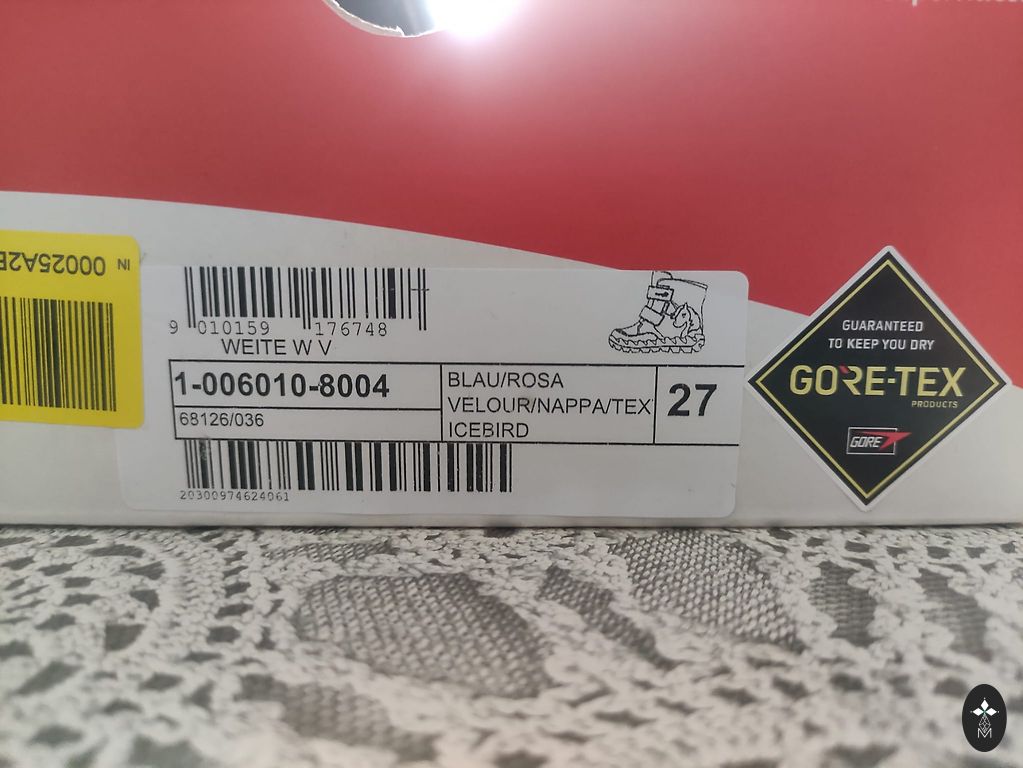 IN 00025A2B
9 010159 176748
WEITE W V
1-006010-8004
68126/036
BLAU/ROSA
VELOUR/NAPPA/TEX
ICEBIRD
27
20300974624061
GUARANTEED
TO KEEP YOU DRY
GORE-TEX
PRODUCTS
GORE
M